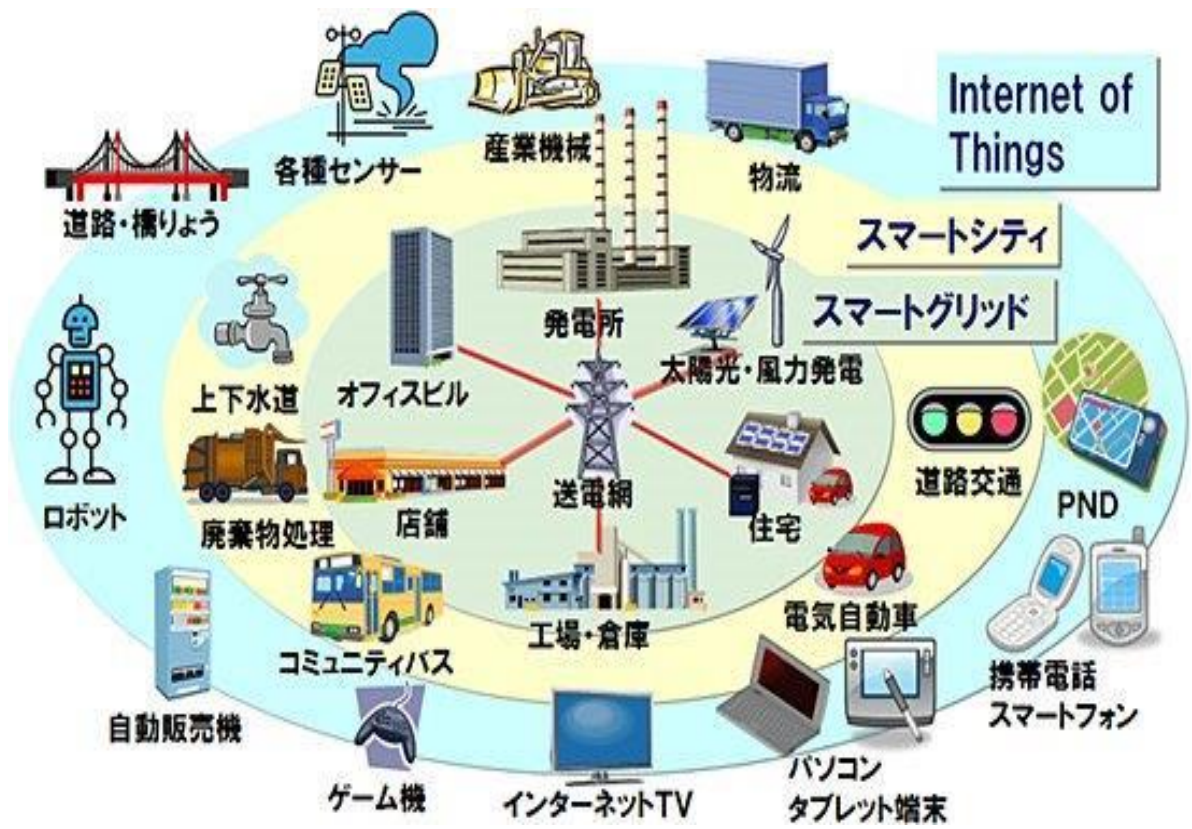 Internet of
Things
各種センサー
産業機械
物流
道路・橋りょう
スマートシティ
スマートグリッド
発電所
太陽光・風力発電
オフィスビル
上下水道
ロボット
廃棄物処理
店舗
送電網
住宅
道路交通
PND
コミュニティバス
工場・倉庫
電気自動車
携帯電話
スマートフォン
自動販売機
ゲーム機
インターネットTV
パソコン
タブレット端末